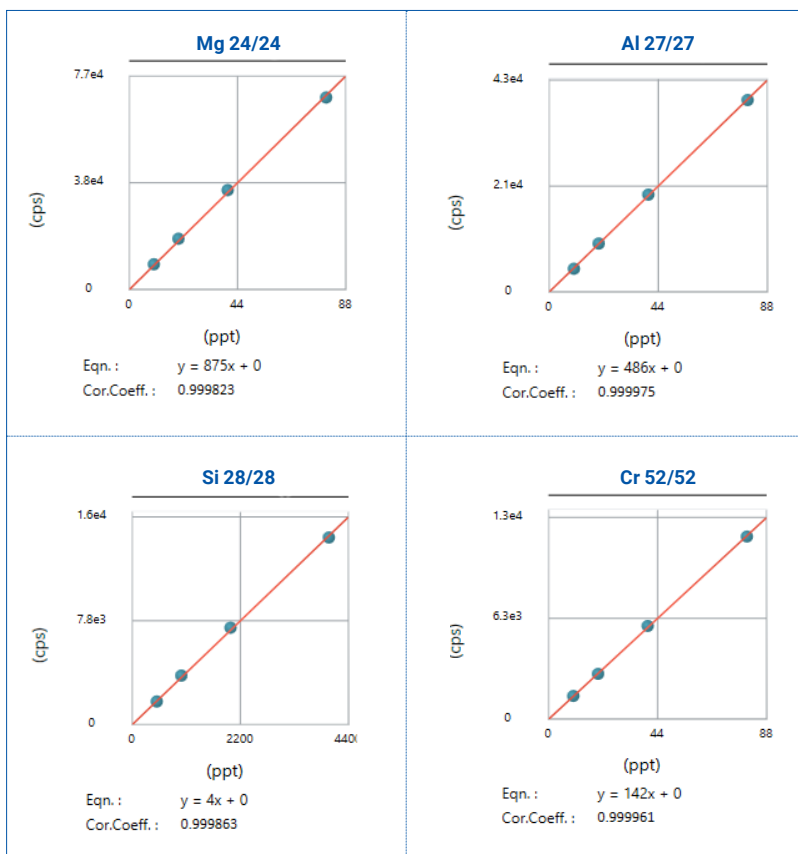 Mg 24/24
7.7e4
3.8e4
0
(cps)
0 44 88
(ppt)
Eqn. : y = 875x + 0
Cor.Coeff. : 0.999823
Al 27/27
4.3e4
2.1e4
0
(cps)
0 44 88
(ppt)
Eqn. : y = 486x + 0
Cor.Coeff. : 0.999975
Si 28/28
1.6e4
7.8e3
0
(cps)
0 2200 440
(ppt)
Eqn. : y = 4x + 0
Cor.Coeff. : 0.999863
Cr 52/52
1.3e4
6.3e3
0
(cps)
0 44 88
(ppt)
Eqn. : y = 142x + 0
Cor.Coeff. : 0.999961